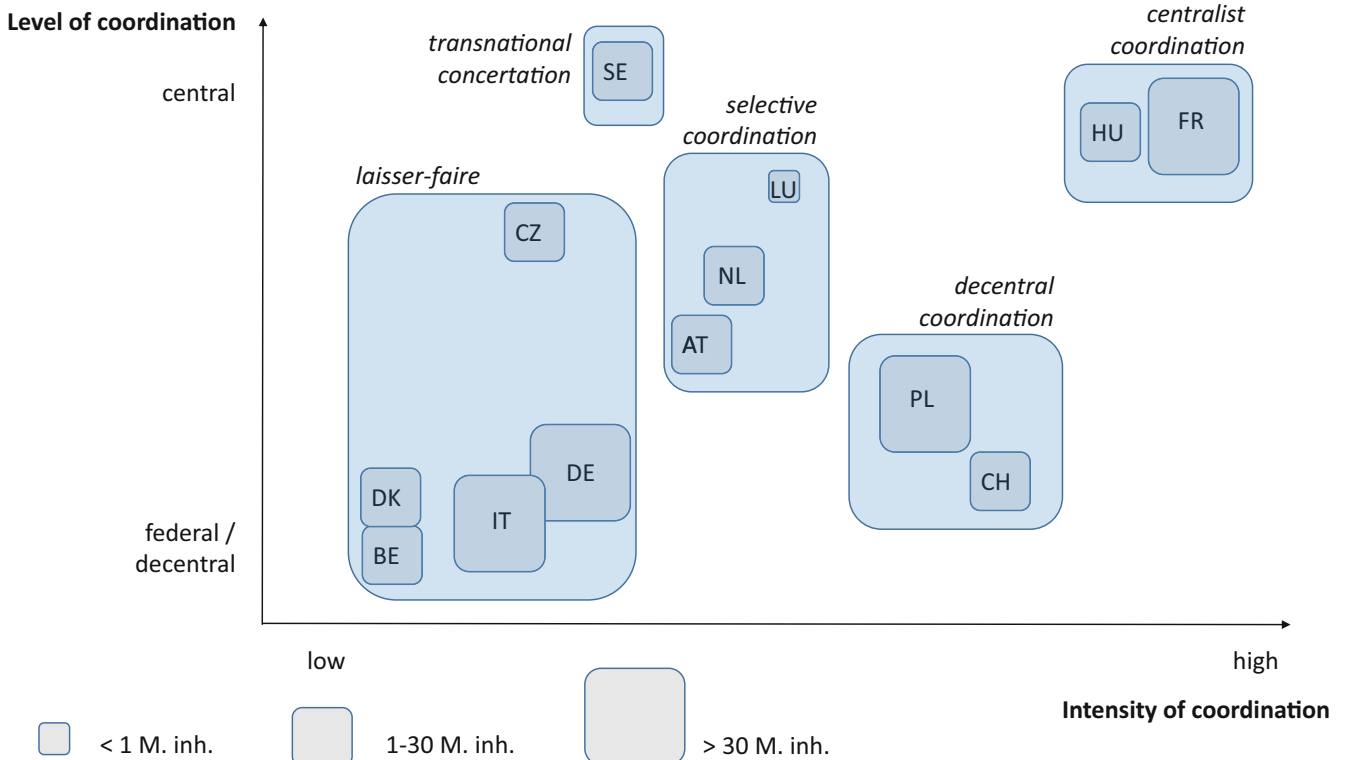 Level of coordination
central
federal /
decentral
transnational
concertation
SE
selective
coordination
LU
NL
AT
centralist
coordination
HU
FR
laisser-faire
CZ
DE
DK
IT
BE
decentral
coordination
PL
CH
low
high
Intensity of coordination
< 1 M. inh.
1-30 M. inh.
> 30 M. inh.